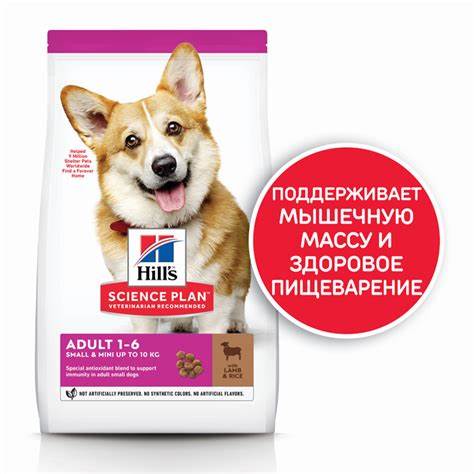 Helped
9 Million
Shelter Pets
Worldwide
Find a Forever
Home
Hill's
SCIENCE PLAN™
VETERINARIAN RECOMMENDED
ADULT 1-6
SMALL & MINI UP TO 10 KG
Special antioxidant blend to support
immunity in adult small dogs
with
LAMB
& RICE
NOT ARTIFICIALLY PRESERVED. NO SYNTHETIC COLORS. NO ARTIFICIAL FLAVORS.
ПОДДЕРЖИВАЕТ
МЫШЕЧНУЮ
МАССУ И
ЗДОРОВОЕ
ПИЩЕВАРЕНИЕ